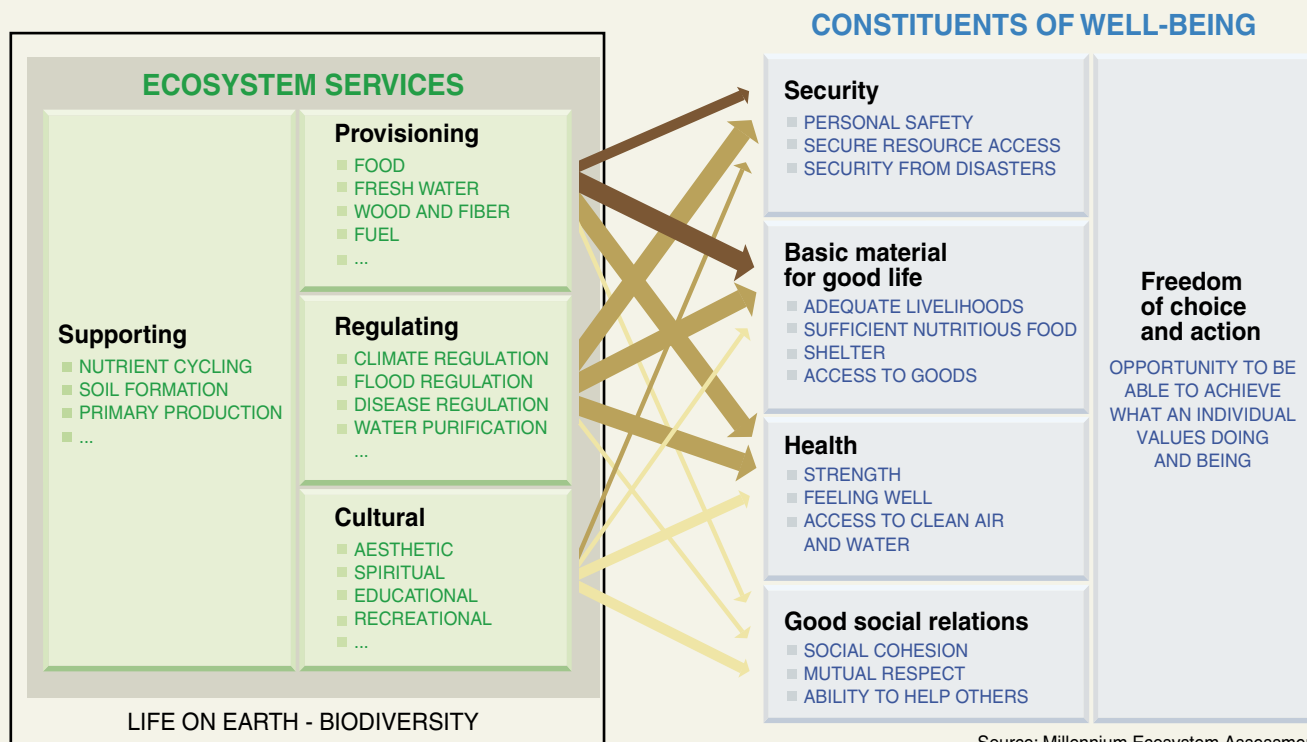 CONSTITUENTS OF WELL-BEING
ECOSYSTEM SERVICES
Supporting
NUTRIENT CYCLING
SOIL FORMATION
PRIMARY PRODUCTION
...
Provisioning
FOOD
FRESH WATER
WOOD AND FIBER
FUEL
...
Regulating
CLIMATE REGULATION
FLOOD REGULATION
DISEASE REGULATION
WATER PURIFICATION
...
Cultural
AESTHETIC
SPIRITUAL
EDUCATIONAL
RECREATIONAL
...
LIFE ON EARTH - BIODIVERSITY
Security
PERSONAL SAFETY
SECURE RESOURCE ACCESS
SECURITY FROM DISASTERS
Basic material
for good life
ADEQUATE LIVELIHOODS
SUFFICIENT NUTRITIOUS FOOD
SHELTER
ACCESS TO GOODS
Health
STRENGTH
FEELING WELL
ACCESS TO CLEAN AIR
AND WATER
Good social relations
SOCIAL COHESION
MUTUAL RESPECT
ABILITY TO HELP OTHERS
Freedom
of choice
and action
OPPORTUNITY TO BE
ABLE TO ACHIEVE
WHAT AN INDIVIDUAL
VALUES DOING
AND BEING
Source: Millennium Ecosystem